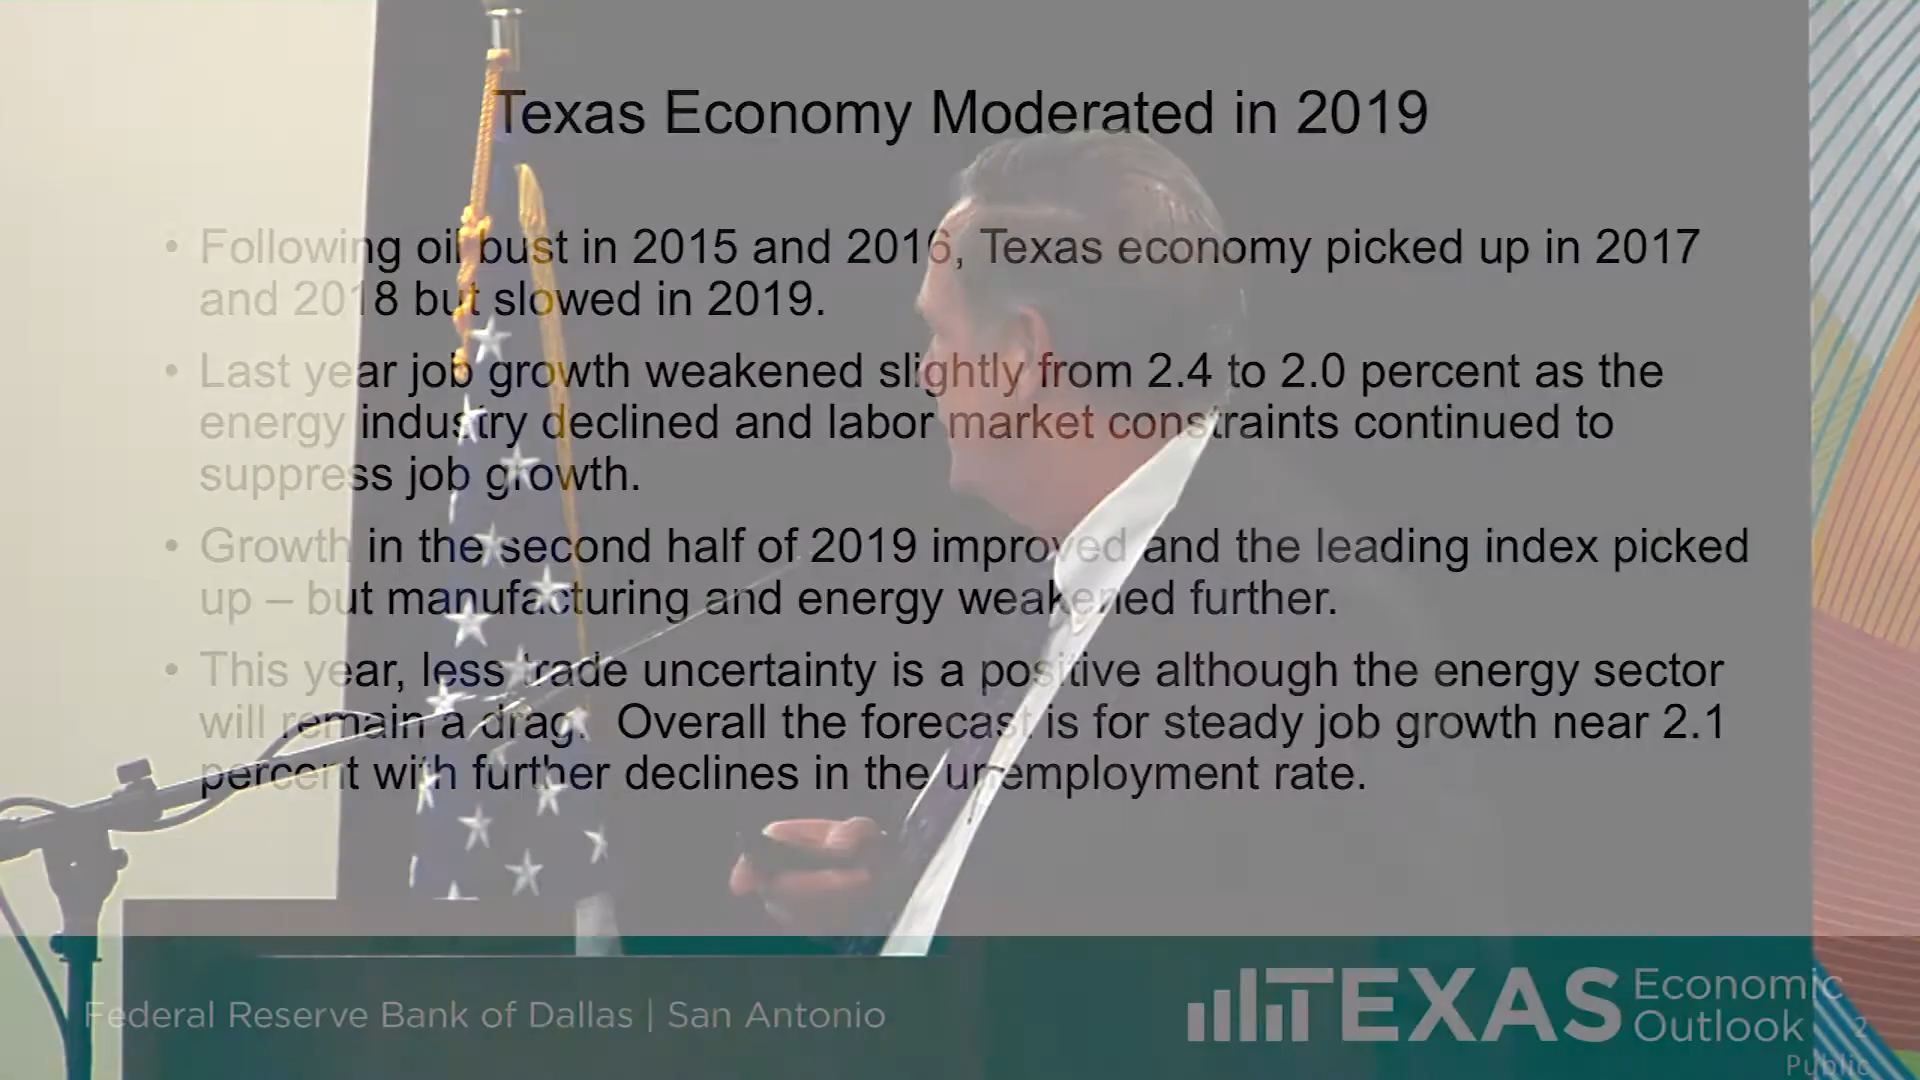 Texas Economy Moderated in 2019
• Following oil bust in 2015 and 2016, Texas economy picked up in 2017
and 2018 but slowed in 2019.
• Last year job growth weakened slightly from 2.4 to 2.0 percent as the
energy industry declined and labor market constraints continued to
suppress job growth.
• Growth in the second half of 2019 improved and the leading index picked
up – but manufacturing and energy weakened further.
• This year, less trade uncertainty is a positive although the energy sector
will remain a drag. Overall the forecast is for steady job growth near 2.1
percent with further declines in the unemployment rate.
Federal Reserve Bank of Dallas | San Antonio
TEXAS Economic
Outlook
2
Public